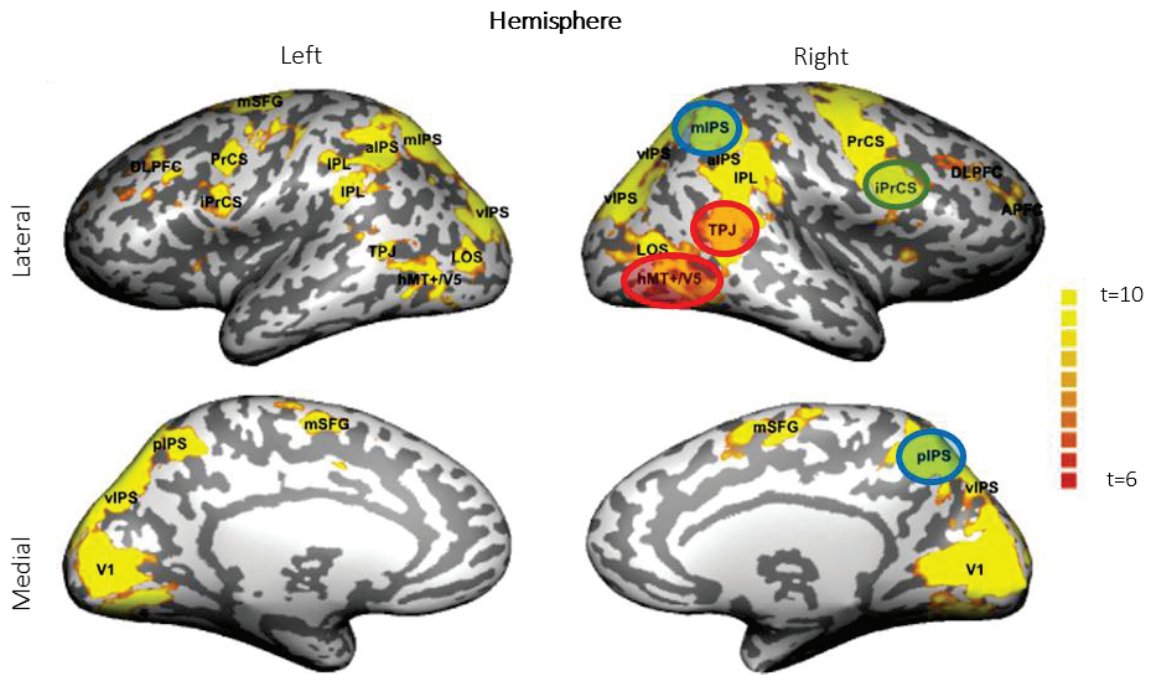 Hemisphere
Left
Right
Lateral
mSFG
DLPFC
PrCS
iPrCS
IPL
IPL
aIPS
mIPS
vIPS
TPJ
LOS
hMT+/V5
mIPS
vIPS
aIPS
IPL
vIPS
PrCS
iPrCS
DLPFC
APFC
TPJ
LOS
hMT+/V5
t=10
t=6
Medial
mSFG
pIPS
vIPS
V1
mSFG
pIPS
vIPS
V1